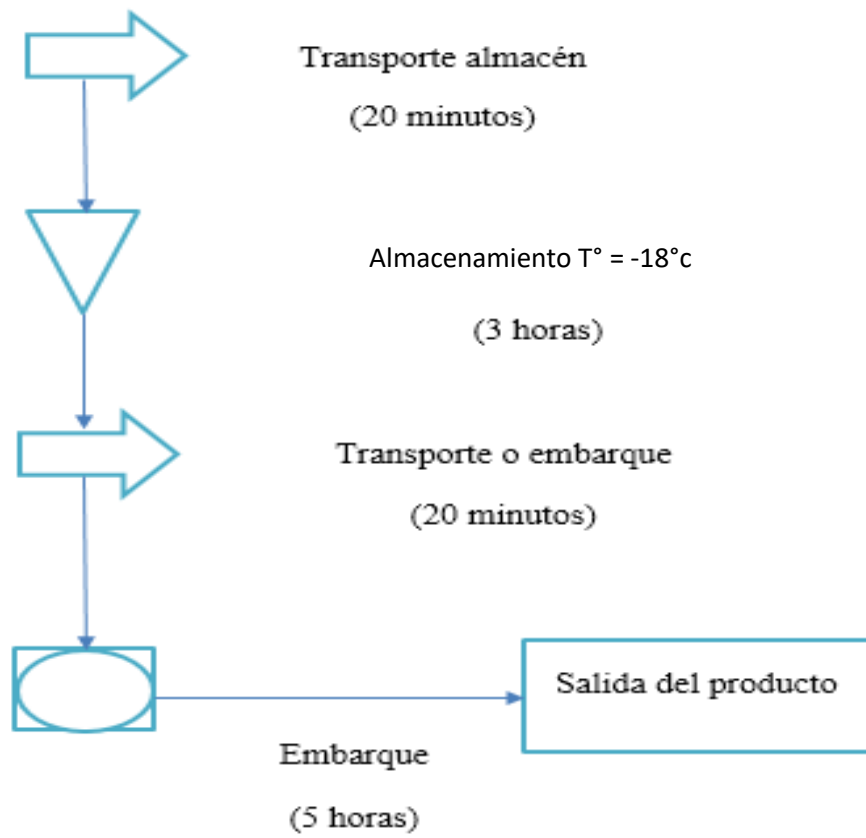 Transporte almacén
(20 minutos)
Almacenamiento T° = -18°c
(3 horas)
Transporte o embarque
(20 minutos)
Salida del producto
Embarque
(5 horas)